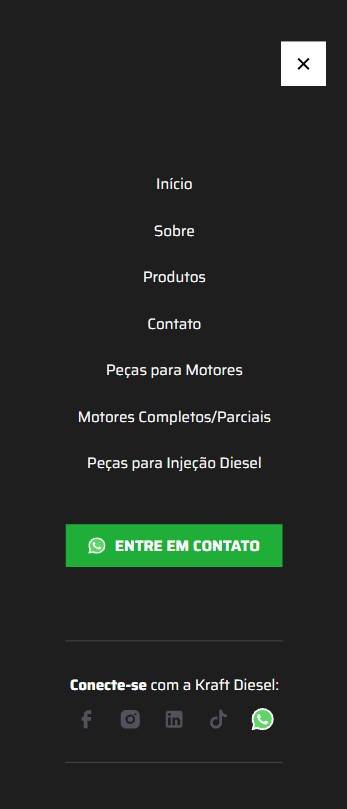 Início
Sobre
Produtos
Contato
Peças para Motores
Motores Completos/Parciais
Peças para Injeção Diesel
ENTRE EM CONTATO
Conecte-se com a Kraft Diesel: